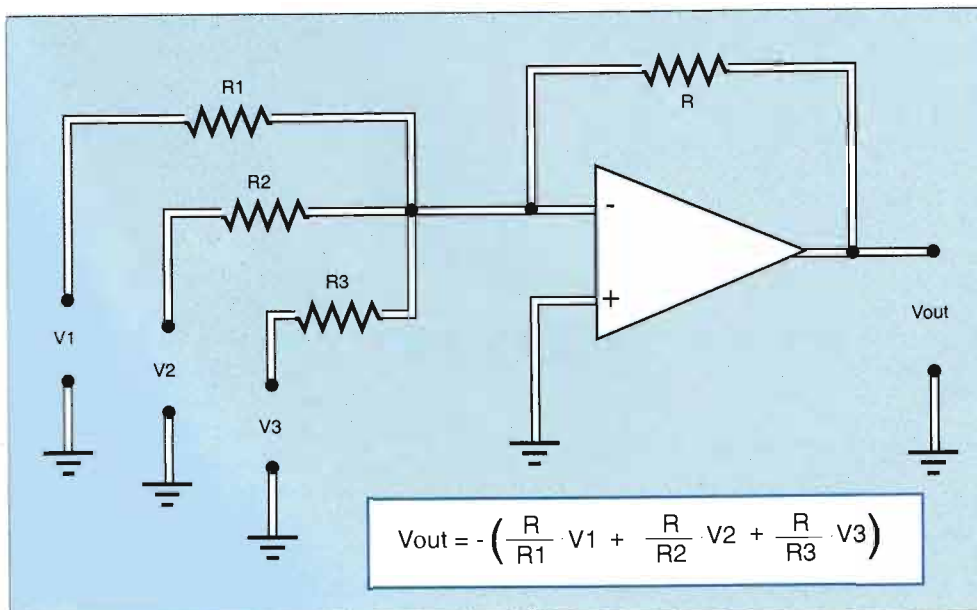 R1
R
R2
-
R3
+
V1
V2
V3
Vout
Vout = - ( R/R1 · V1 + R/R2 · V2 + R/R3 · V3 )